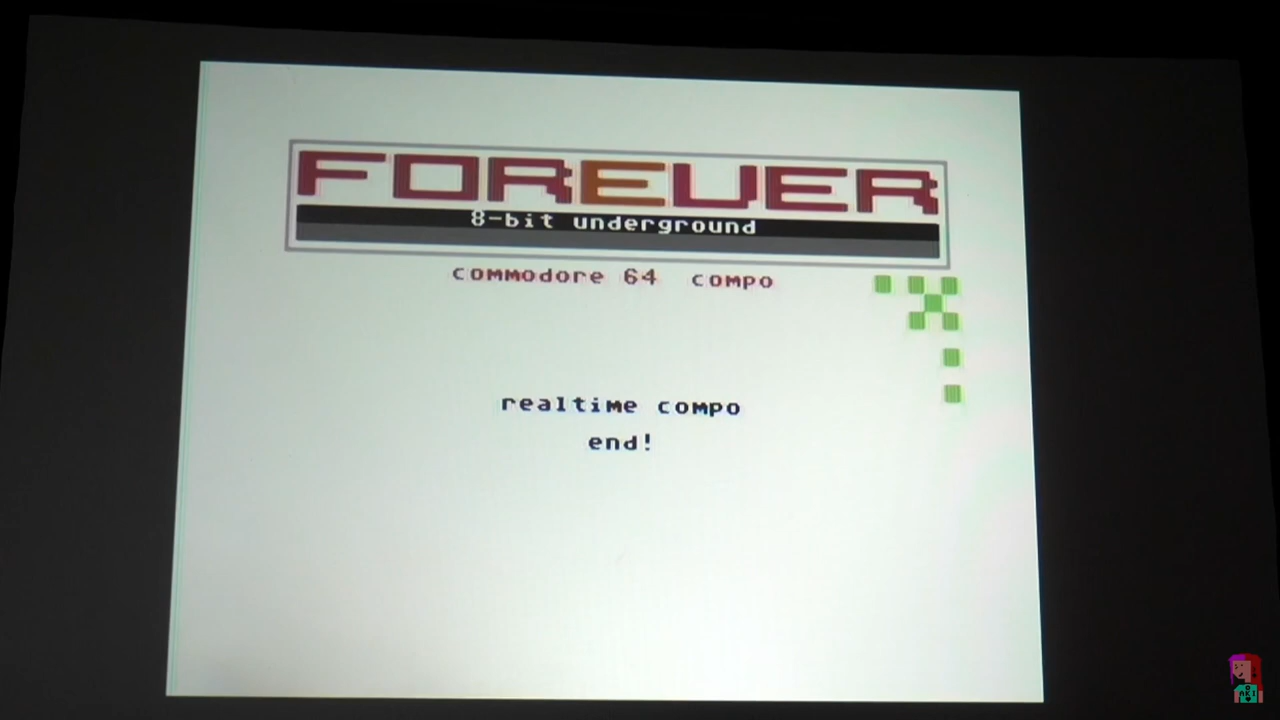 FOREVER
8-bit underground
commodore 64 compo
realtime compo
end!